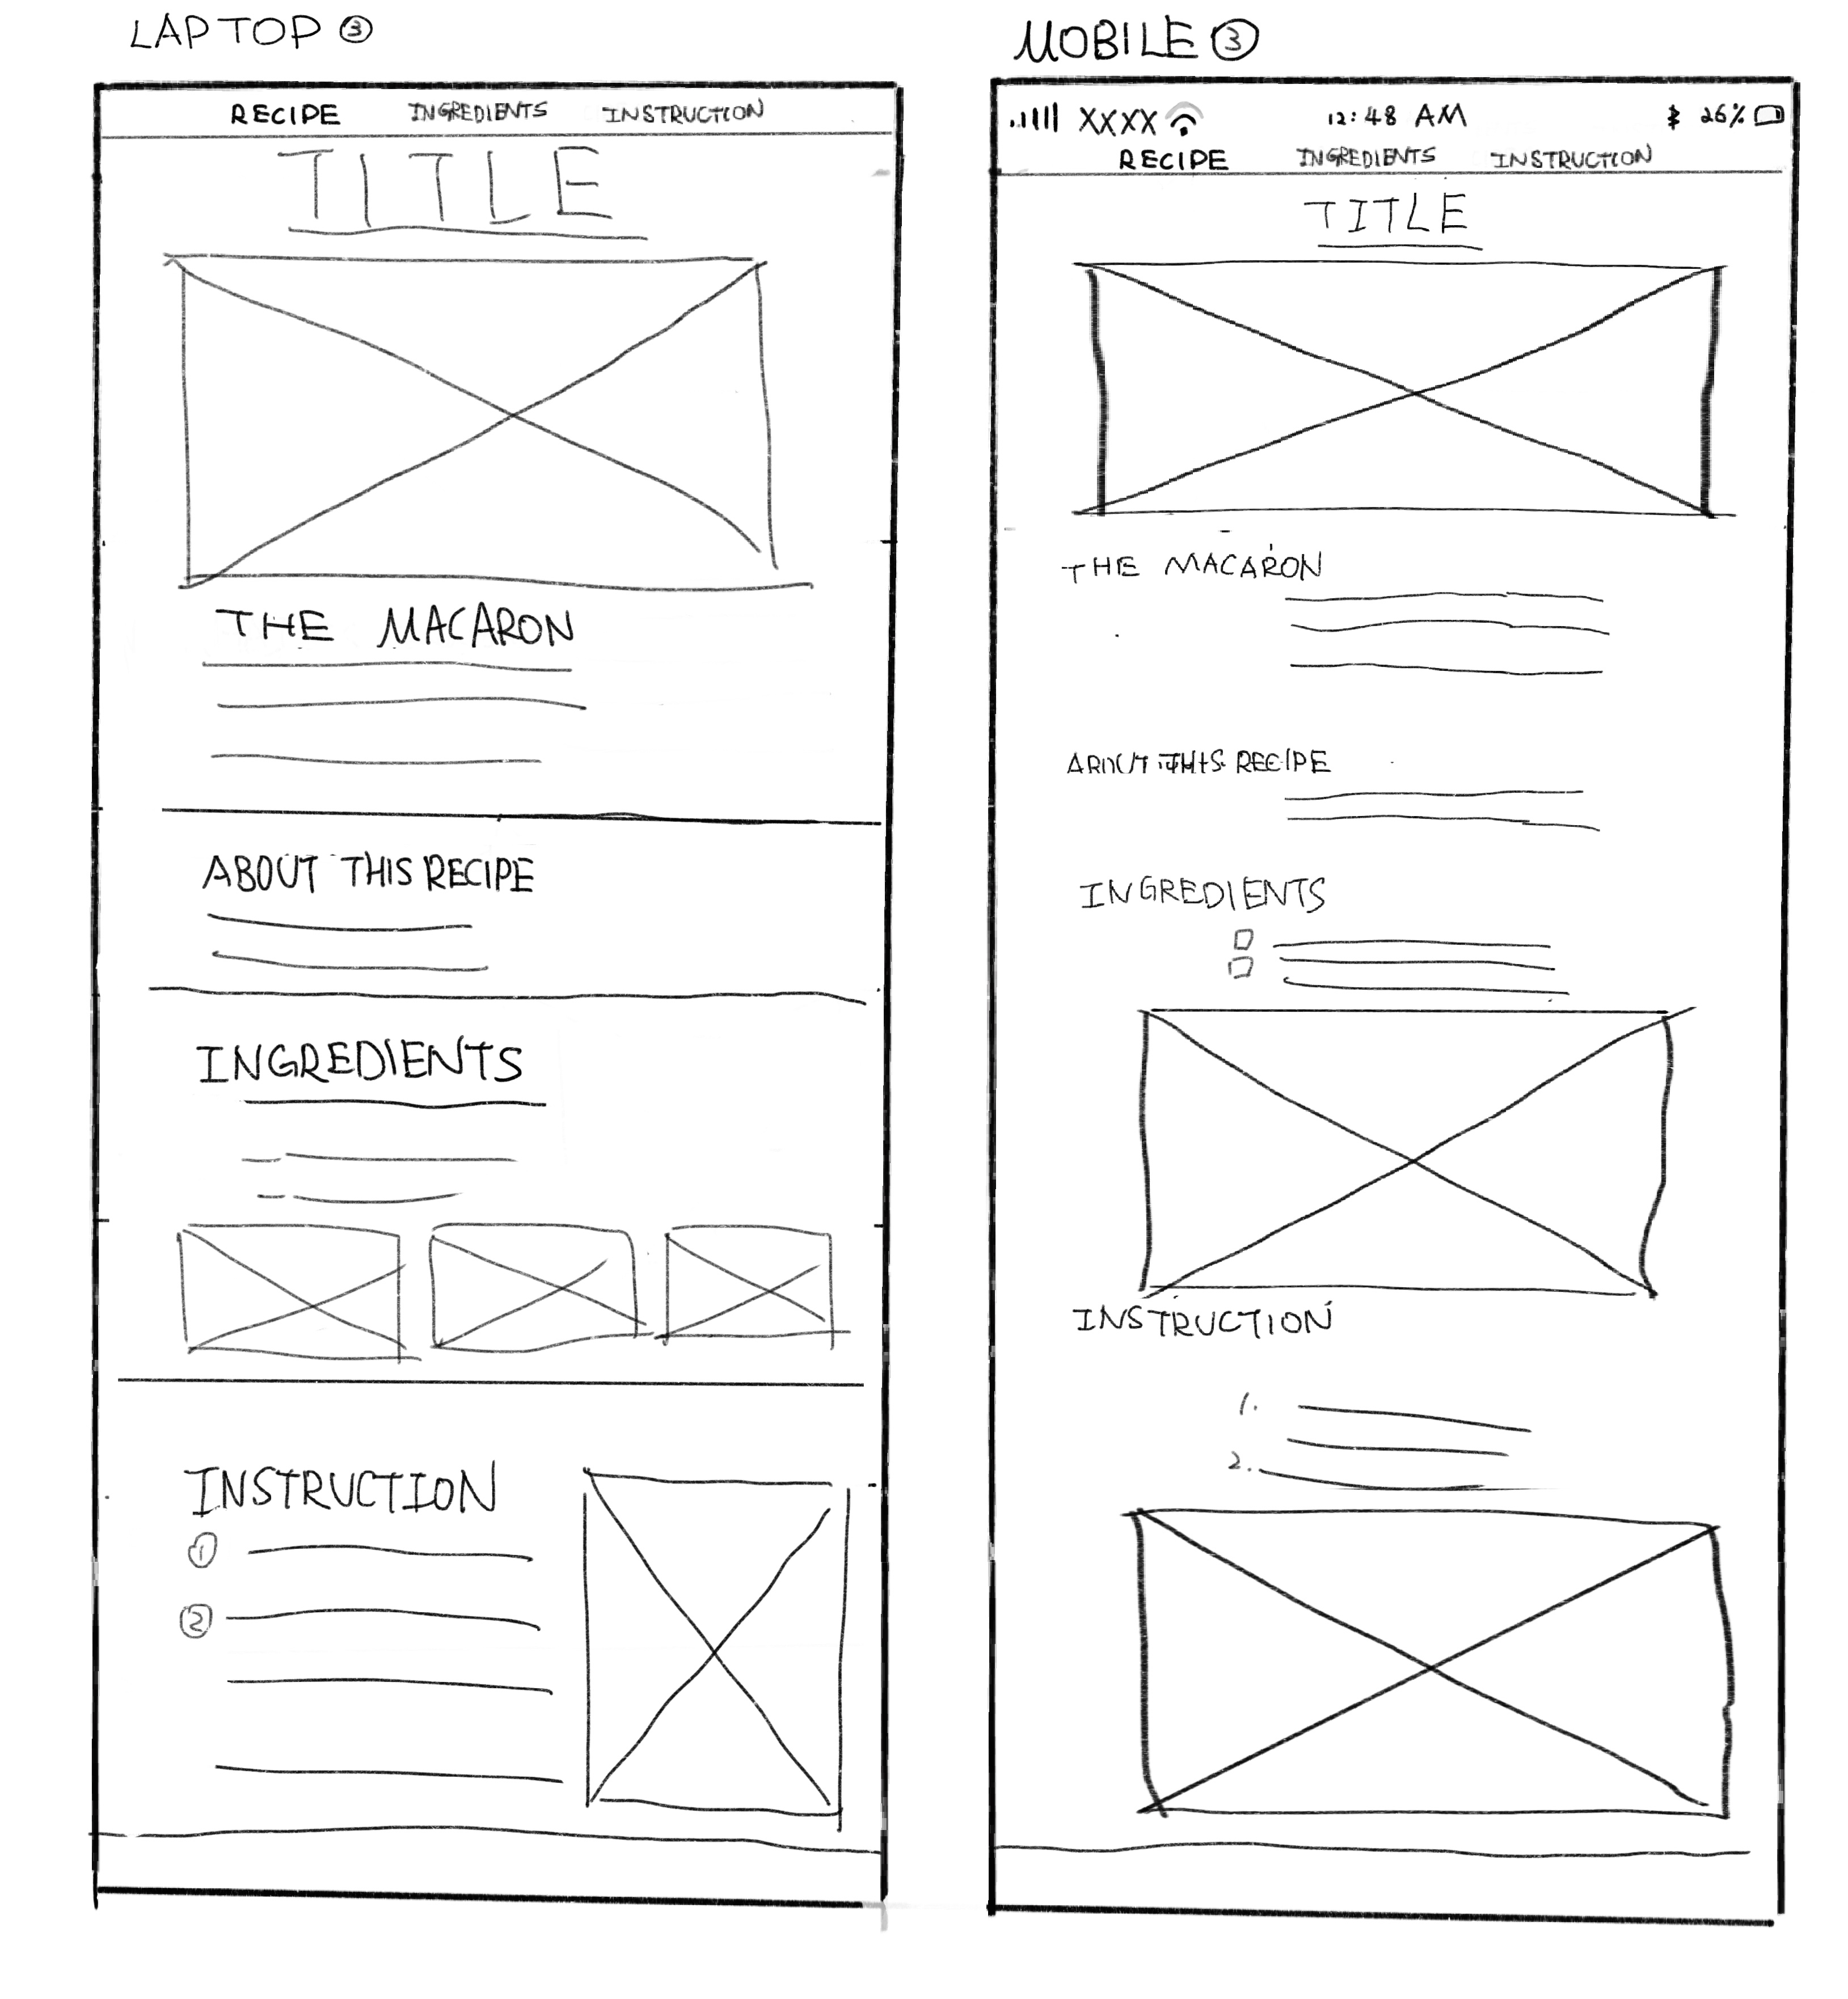 LAPTOP ③
RECIPE INGREDIENTS INSTRUCTION
TITLE
THE MACARON
ABOUT THIS RECIPE
INGREDIENTS
INSTRUCTION
①
②
MOBILE ③
XXXX 12:48 AM 26%
RECIPE INGREDIENTS INSTRUCTION
TITLE
THE MACARON
ABOUT THIS RECIPE
INGREDIENTS
INSTRUCTION
1.
2.